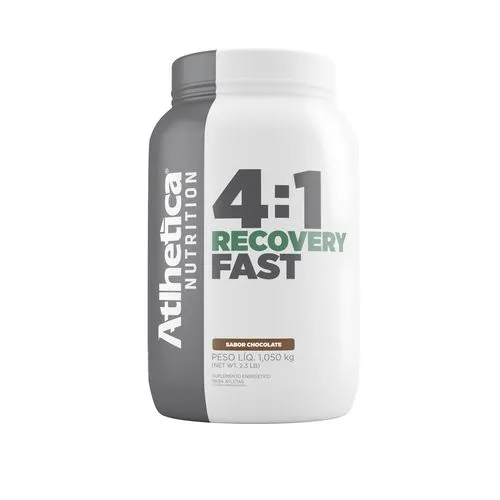 Atlhetica®
NUTRITION
4:1
RECOVERY
FAST
SABOR CHOCOLATE
PESO LÍQ. 1,050 kg
(NET WT. 2.3 LB)
SUPLEMENTO ENERGÉTICO
PARA ATLETAS